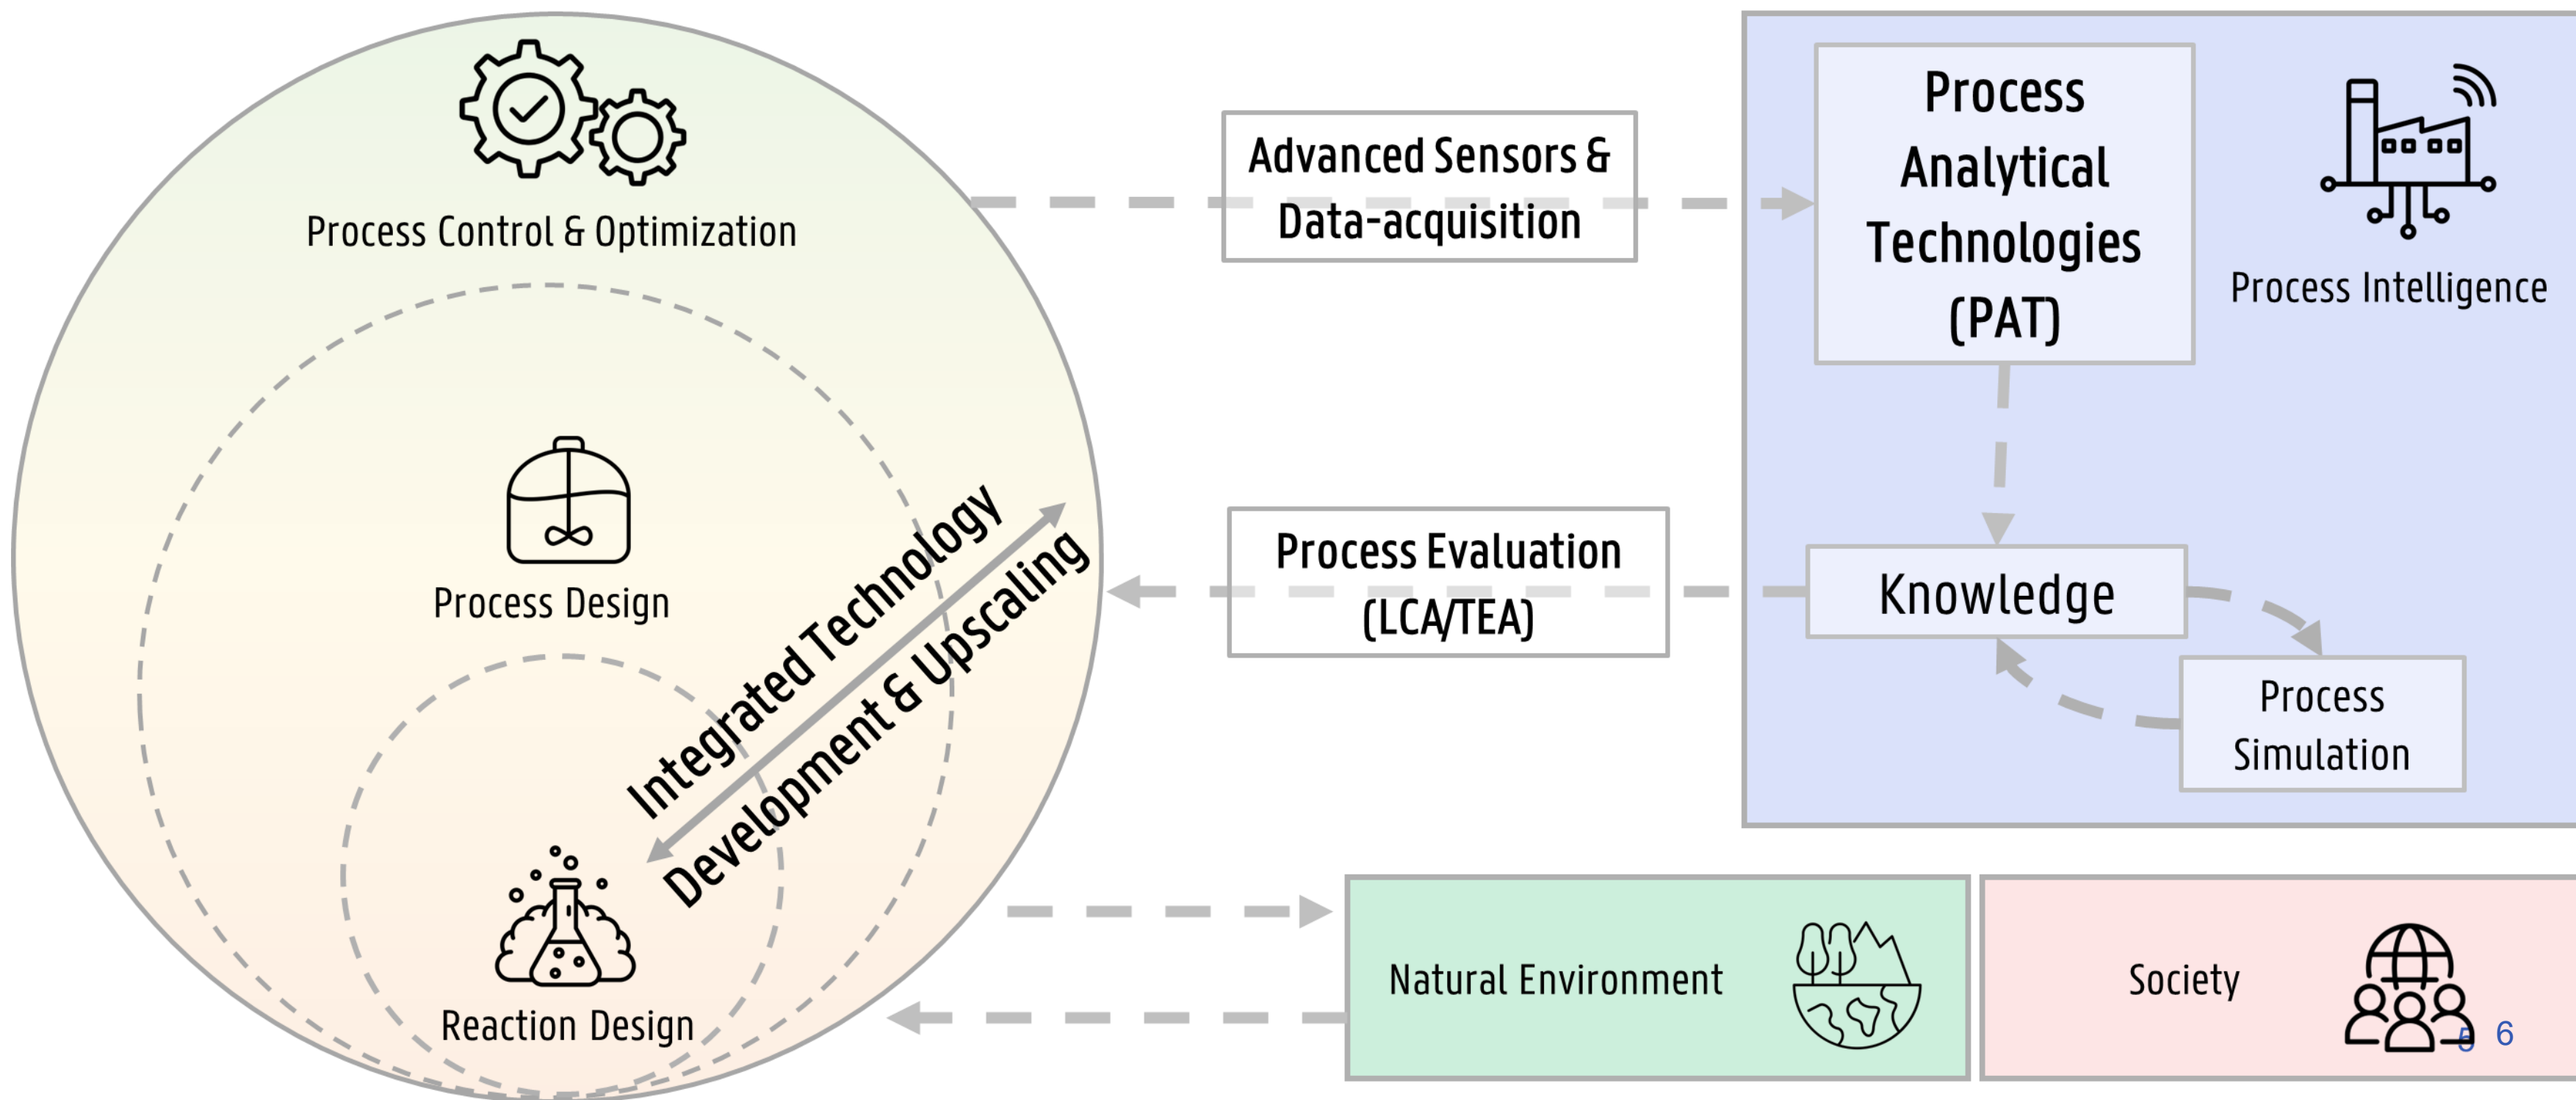 Process Control & Optimization
Process Design
Reaction Design
Integrated Technology
Development & Upscaling
Advanced Sensors &
Data-acquisition
Process Evaluation
(LCA/TEA)
Process
Analytical
Technologies
(PAT)
Process Intelligence
Knowledge
Process
Simulation
Natural Environment
Society
5 6